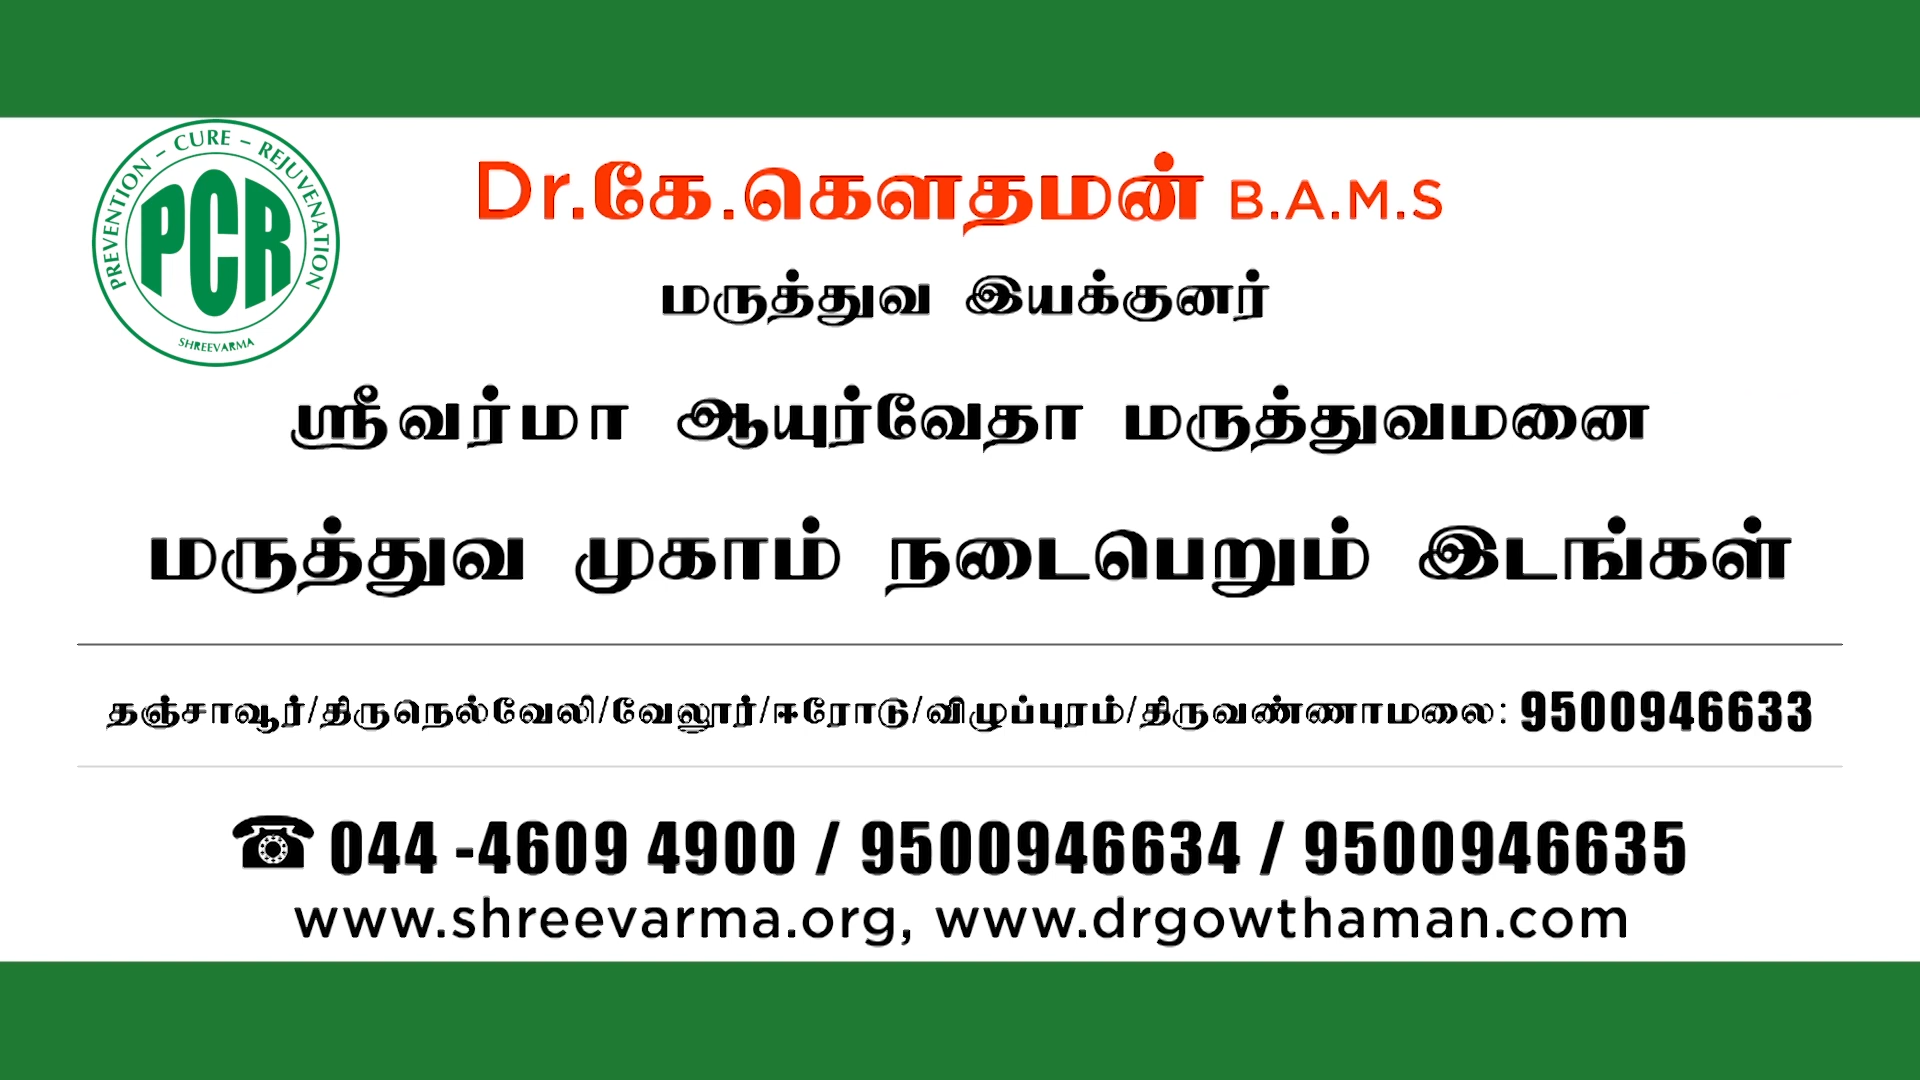 PREVENTION – CURE – REJUVENATION
PCR
SHREEVARMA
Dr.கே.கௌதமன் B.A.M.S
மருத்துவ இயக்குனர்
ஸ்ரீவர்மா ஆயுர்வேதா மருத்துவமனை
மருத்துவ முகாம் நடைபெறும் இடங்கள்
தஞ்சாவூர்/திருநெல்வேலி/வேலூர்/ஈரோடு/விழுப்புரம்/திருவண்ணாமலை: 9500946633
☎ 044 -4609 4900 / 9500946634 / 9500946635
www.shreevarma.org, www.drgowthaman.com